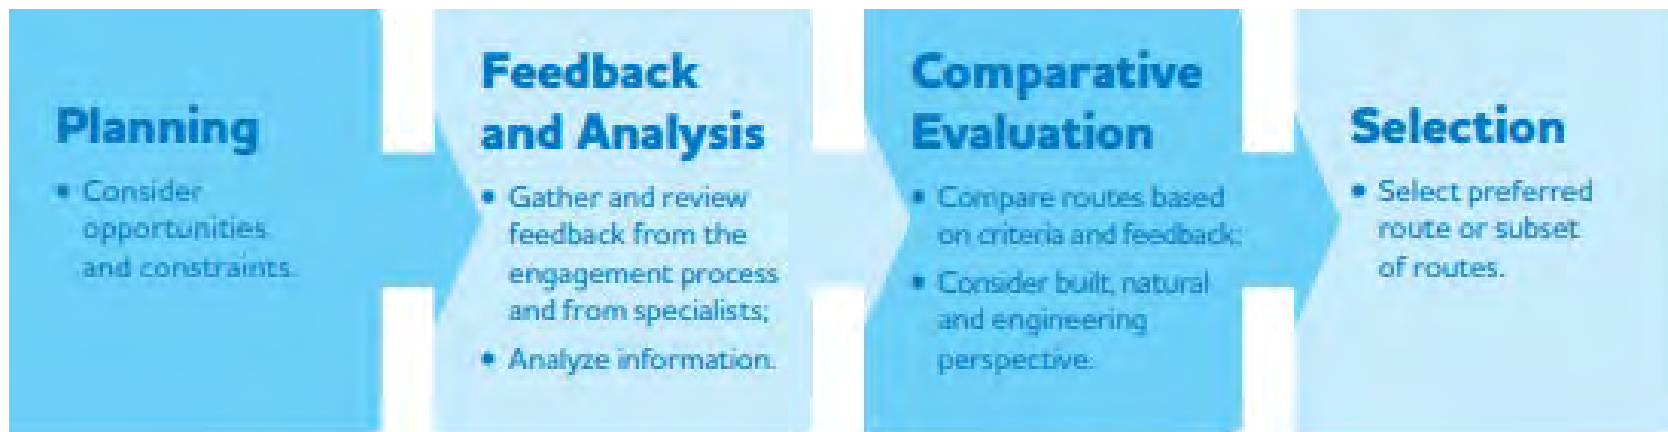 Planning
• Consider
opportunities
and constraints.
Feedback
and Analysis
• Gather and review
feedback from the
engagement process
and from specialists;
• Analyze information.
Comparative
Evaluation
• Compare routes based
on criteria and feedback;
• Consider built, natural
and engineering
perspective.
Selection
• Select preferred
route or subset
of routes.